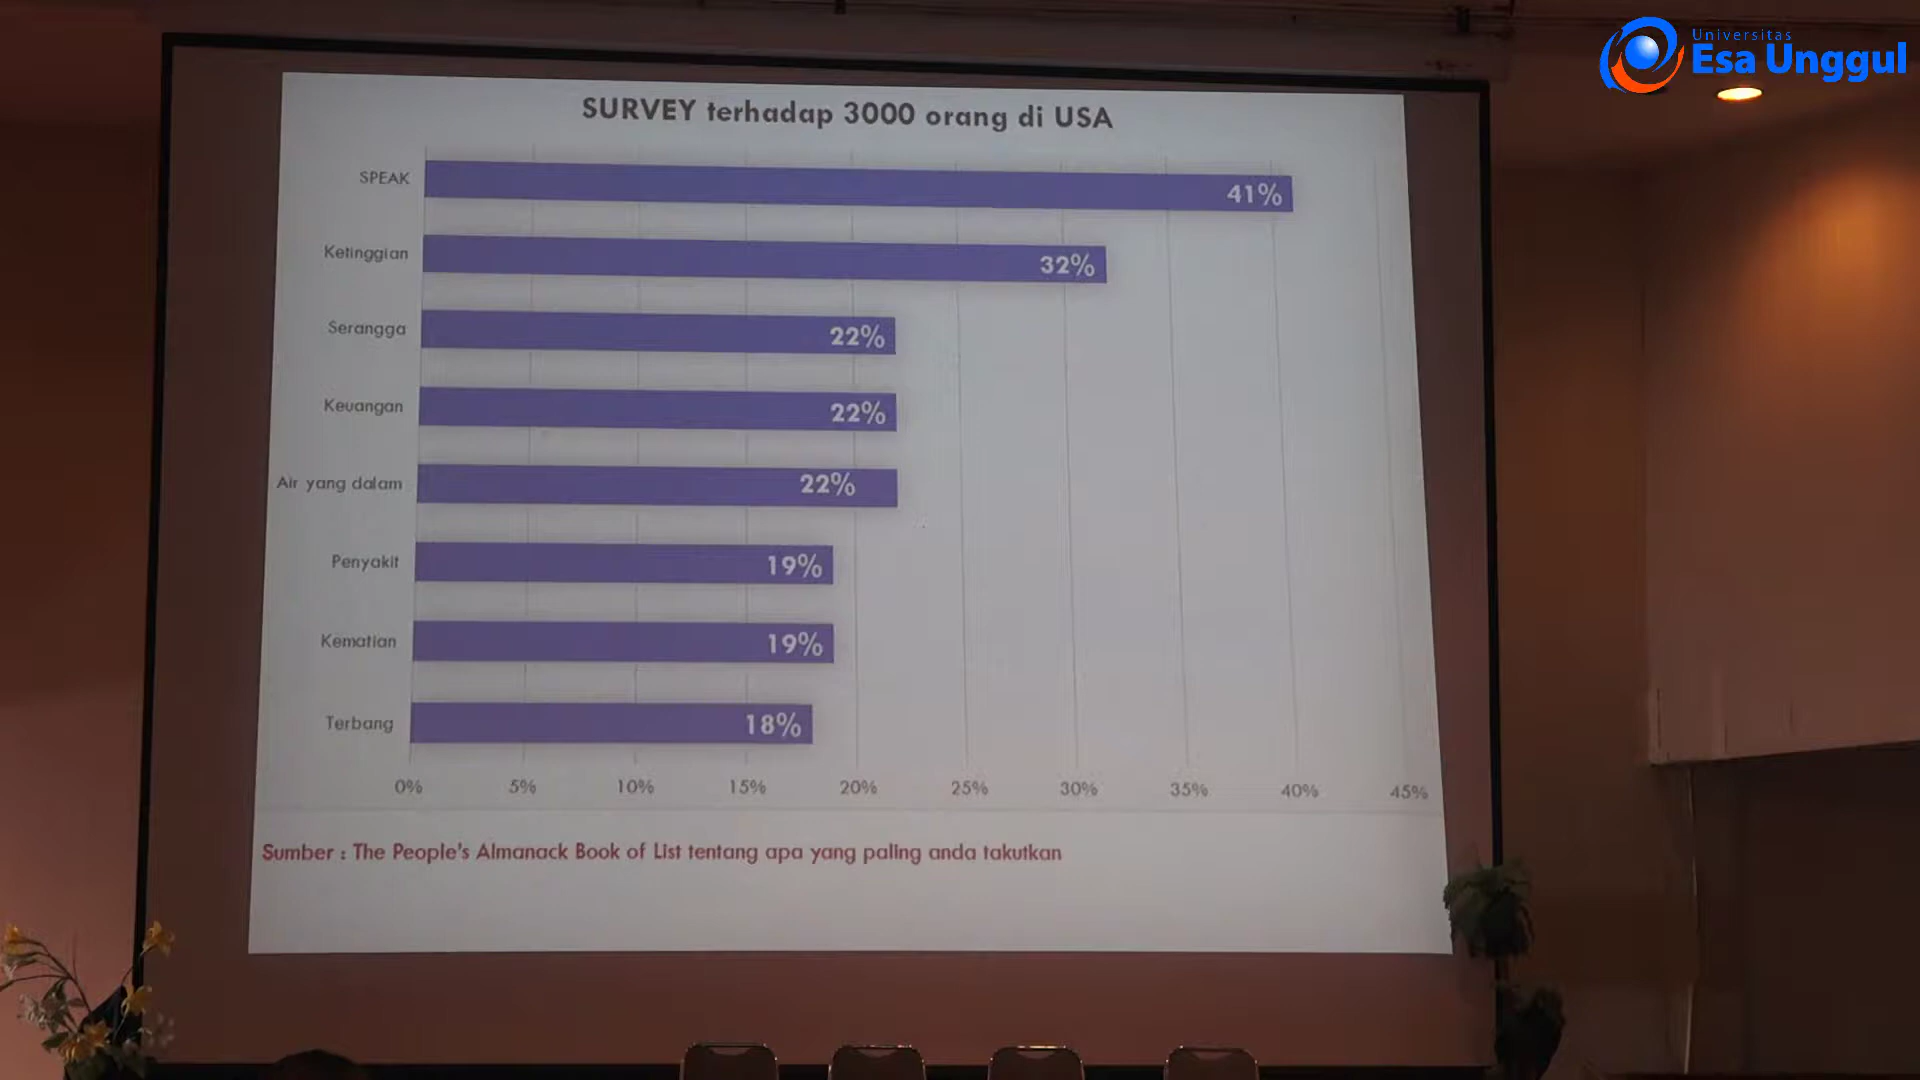 Universitas
Esa Unggul
SURVEY terhadap 3000 orang di USA
SPEAK
41%
Ketinggian
32%
Serangga
22%
Keuangan
22%
Air yang dalam
22%
Penyakit
19%
Kematian
19%
Terbang
18%
0% 5% 10% 15% 20% 25% 30% 35% 40% 45%
Sumber : The People's Almanack Book of List tentang apa yang paling anda takutkan